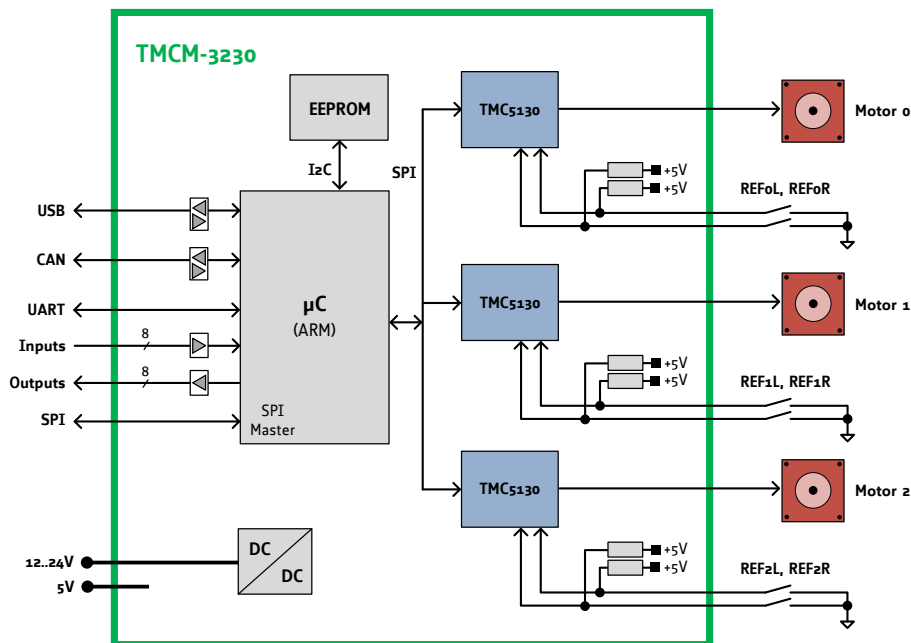 TMCM-3230
EEPROM
I2C
SPI
TMC5130
Motor 0
+5V
+5V
REF0L, REF0R
USB
CAN
UART
Inputs
8
Outputs
8
SPI
µC
(ARM)
SPI
Master
TMC5130
Motor 1
+5V
+5V
REF1L, REF1R
TMC5130
Motor 2
+5V
+5V
REF2L, REF2R
12..24V
5V
DC
DC